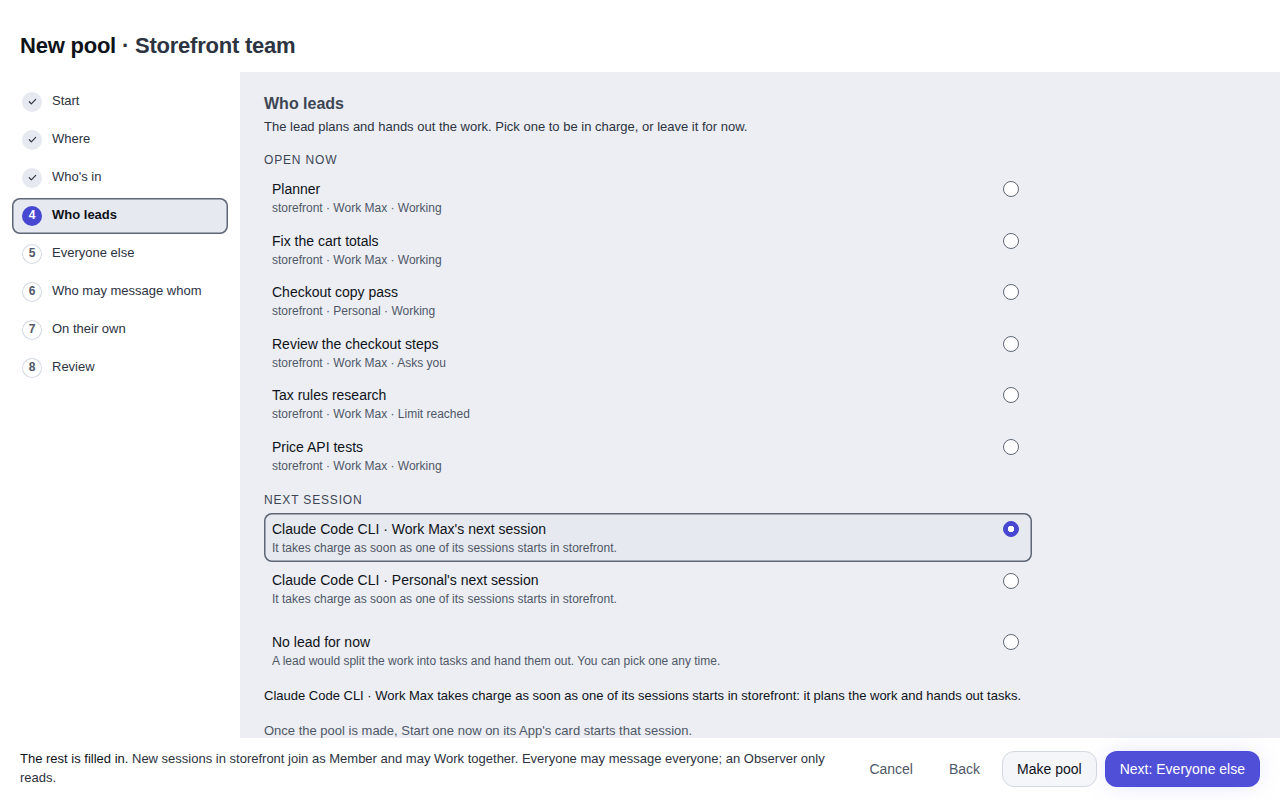 New pool · Storefront team
Start
Where
Who's in
4 Who leads
5 Everyone else
6 Who may message whom
7 On their own
8 Review
Who leads
The lead plans and hands out the work. Pick one to be in charge, or leave it for now.
OPEN NOW
Planner
storefront · Work Max · Working
Fix the cart totals
storefront · Work Max · Working
Checkout copy pass
storefront · Personal · Working
Review the checkout steps
storefront · Work Max · Asks you
Tax rules research
storefront · Work Max · Limit reached
Price API tests
storefront · Work Max · Working
NEXT SESSION
Claude Code CLI · Work Max's next session
It takes charge as soon as one of its sessions starts in storefront.
Claude Code CLI · Personal's next session
It takes charge as soon as one of its sessions starts in storefront.
No lead for now
A lead would split the work into tasks and hand them out. You can pick one any time.
Claude Code CLI · Work Max takes charge as soon as one of its sessions starts in storefront: it plans the work and hands out tasks.
Once the pool is made, Start one now on its App's card starts that session.
The rest is filled in. New sessions in storefront join as Member and may Work together. Everyone may message everyone; an Observer only
reads.
Cancel
Back
Make pool
Next: Everyone else